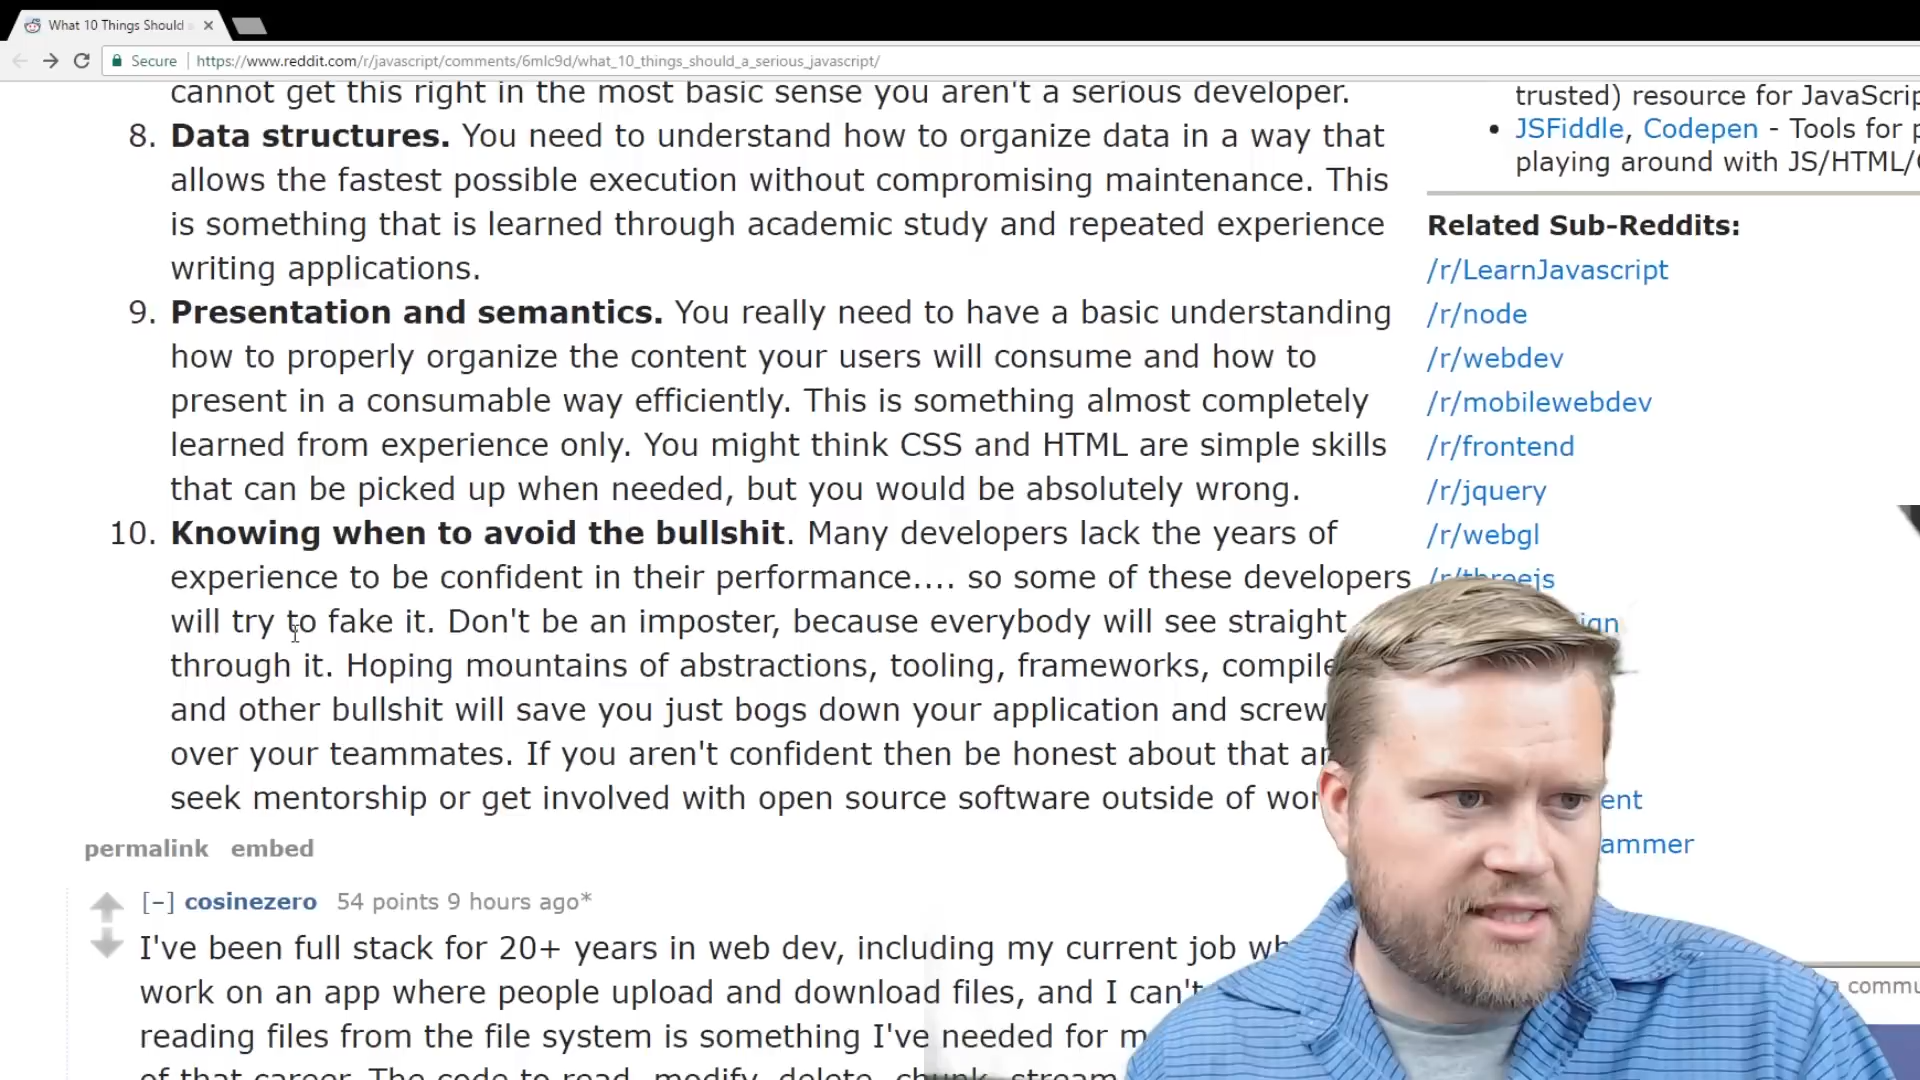 What 10 Things Should
Secure
https://www.reddit.com/r/javascript/comments/6mlc9d/what_10_things_should_a_serious_javascript/
cannot get this right in the most basic sense you aren't a serious developer.
8. Data structures. You need to understand how to organize data in a way that
allows the fastest possible execution without compromising maintenance. This
is something that is learned through academic study and repeated experience
writing applications.
9. Presentation and semantics. You really need to have a basic understanding
how to properly organize the content your users will consume and how to
present in a consumable way efficiently. This is something almost completely
learned from experience only. You might think CSS and HTML are simple skills
that can be picked up when needed, but you would be absolutely wrong.
10. Knowing when to avoid the bullshit. Many developers lack the years of
experience to be confident in their performance.... so some of these developers
will try to fake it. Don't be an imposter, because everybody will see straight
through it. Hoping mountains of abstractions, tooling, frameworks, compile
and other bullshit will save you just bogs down your application and screw
over your teammates. If you aren't confident then be honest about that
seek mentorship or get involved with open source software outside of
permalink embed
[–] cosinezero 54 points 9 hours ago*
I've been full stack for 20+ years in web dev, including my current job
work on an app where people upload and download files, and I can't
reading files from the file system is something I've needed for
of that career. The code to read, modify, delete, chunk, stream
trusted) resource for
• JSFiddle, Codepen - Tools for
playing around with JS/HTML/
Related Sub-Reddits:
/r/LearnJavascript
/r/node
/r/webdev
/r/mobilewebdev
/r/frontend
/r/jquery
/r/webgl
/r/threejs
ign
ent
ammer
commu